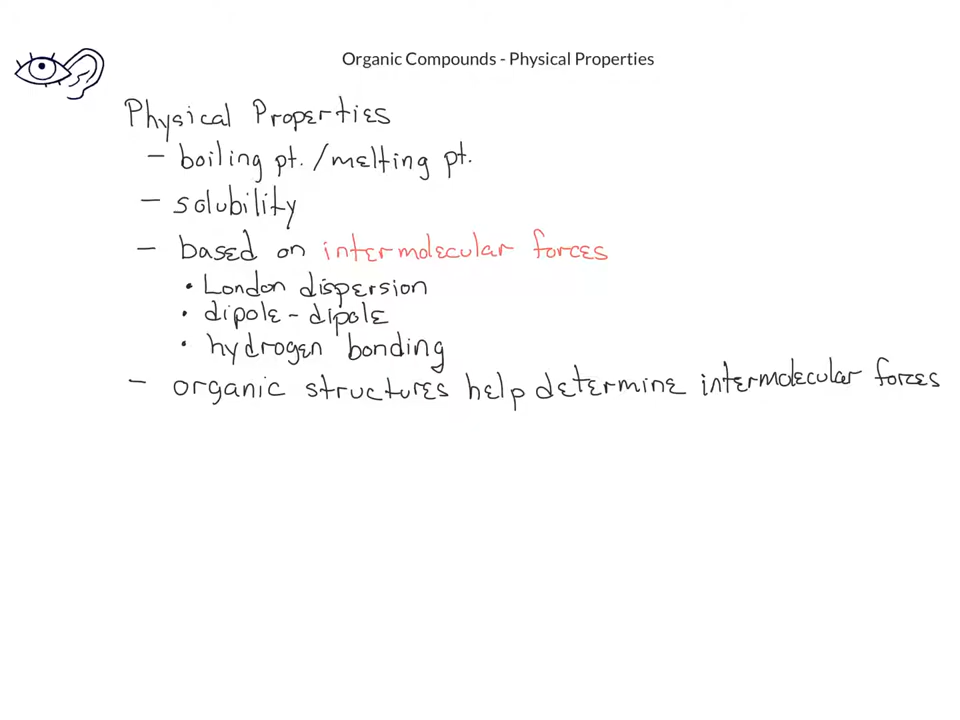 Organic Compounds - Physical Properties
Physical Properties
- boiling pt. / melting pt.
- solubility
- based on intermolecular forces
• London dispersion
• dipole - dipole
• hydrogen bonding
- organic structures help determine intermolecular forces